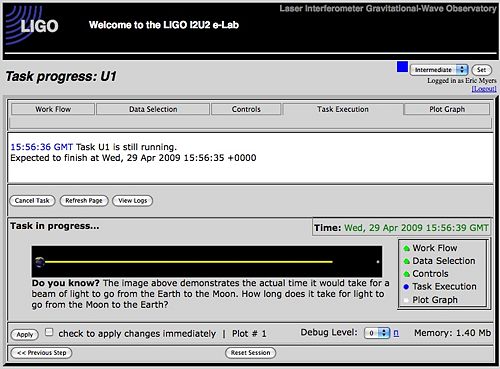 Laser Interferometer Gravitational-Wave Observatory
LIGO
Welcome to the LIGO I2U2 e-Lab
Task progress: U1
Intermediate
Set
Logged in as Eric Myers
[Logout]
Work Flow
Data Selection
Controls
Task Execution
Plot Graph
15:56:36 GMT Task U1 is still running.
Expected to finish at Wed, 29 Apr 2009 15:56:35 +0000
Cancel Task
Refresh Page
View Logs
Task in progress...
Time: Wed, 29 Apr 2009 15:56:39 GMT
Do you know? The image above demonstrates the actual time it would take for a
beam of light to go from the Earth to the Moon. How long does it take for light to
go from the Moon to the Earth?
Work Flow
Data Selection
Controls
Task Execution
Plot Graph
Apply
check to apply changes immediately | Plot # 1
Debug Level:
0
n
Memory: 1.40 Mb
<< Previous Step
Reset Session